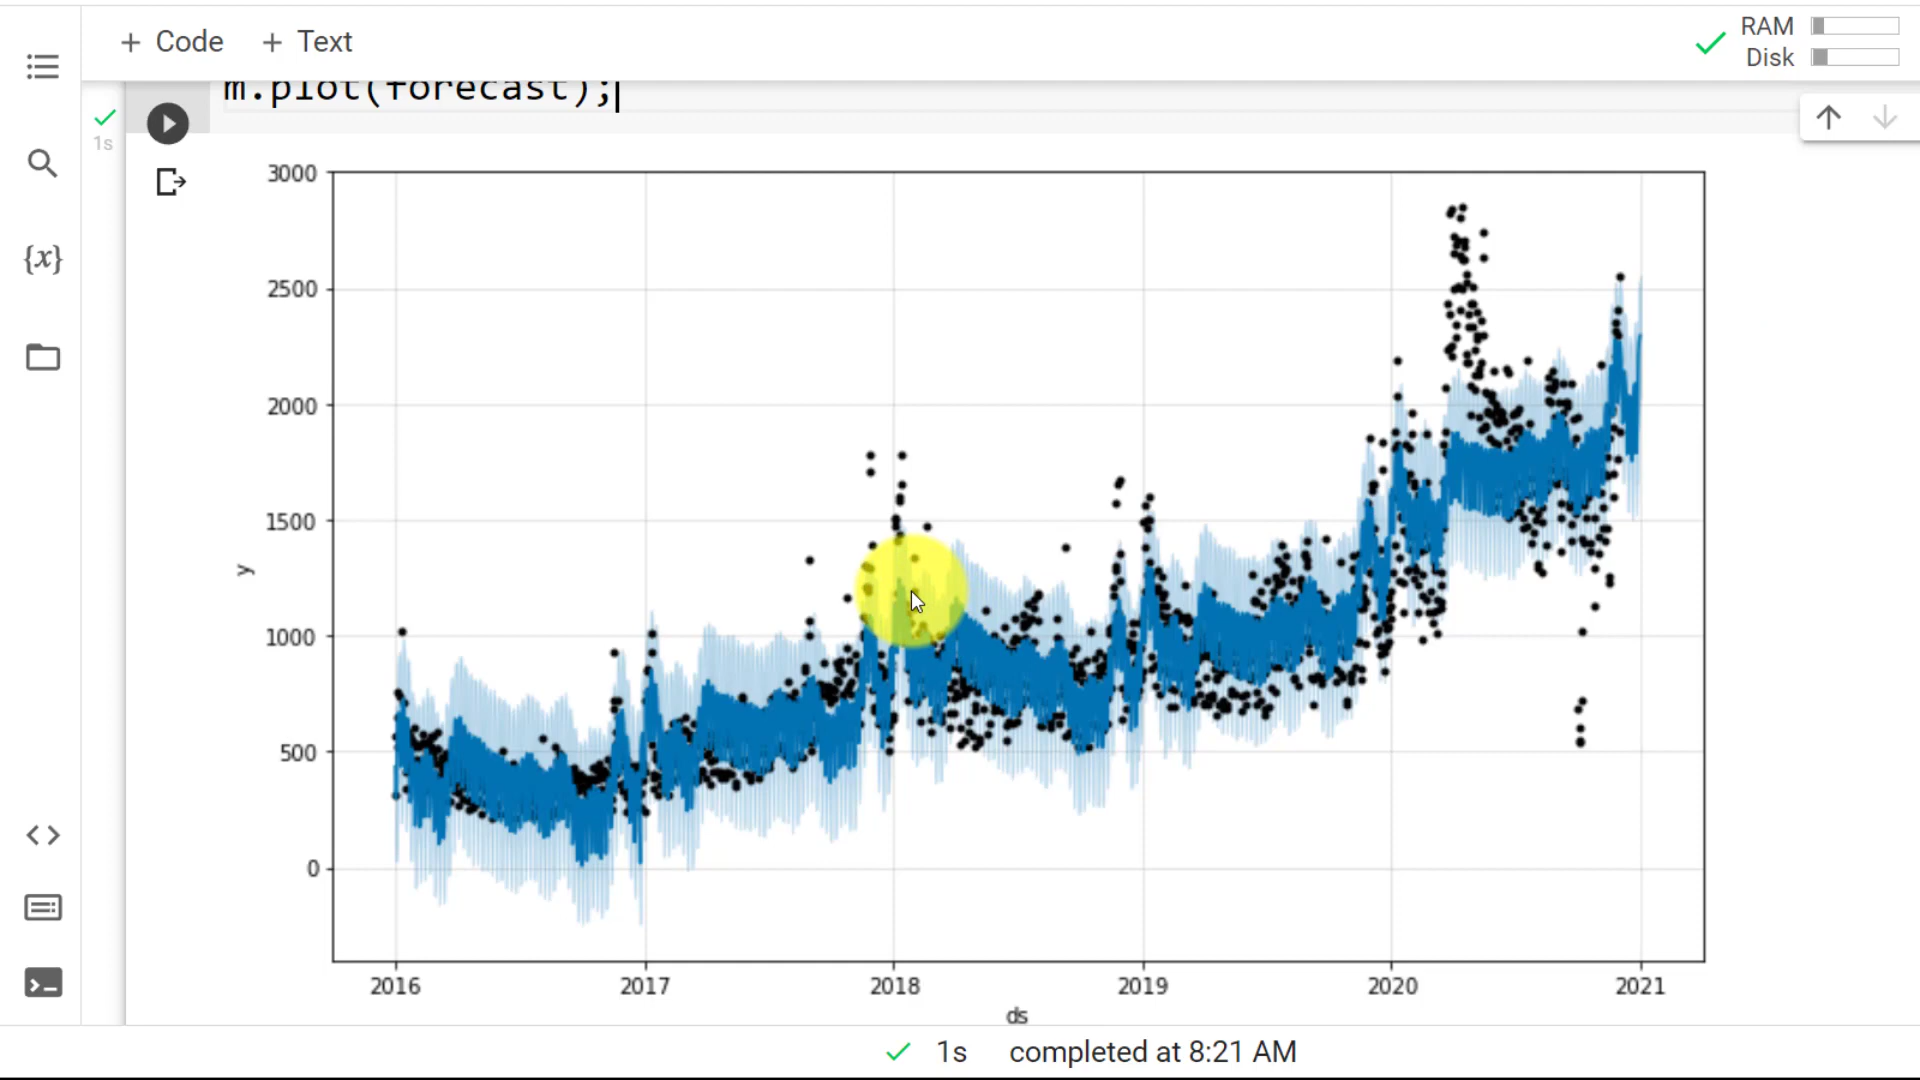 + Code + Text
RAM
Disk
m.plot(forecast);
1s
{x}
3000
2500
2000
1500
1000
500
0
y
2016 2017 2018 2019 2020 2021
ds
1s completed at 8:21 AM